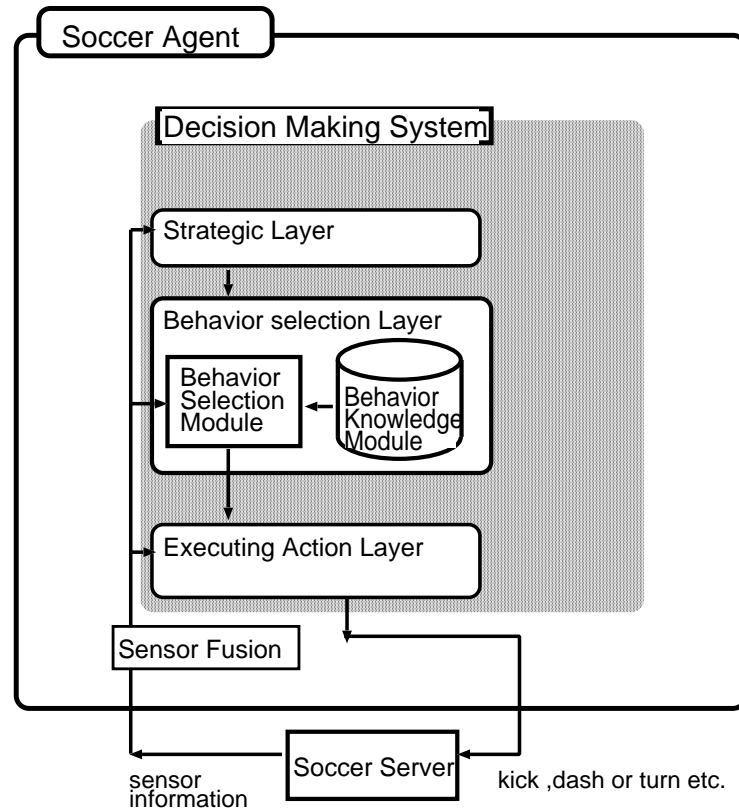 Soccer Agent
Decision Making System
Strategic Layer
Behavior selection Layer
Behavior
Selection
Module
Behavior
Knowledge
Module
Executing Action Layer
Sensor Fusion
Soccer Server
sensor
information
kick ,dash or turn etc.